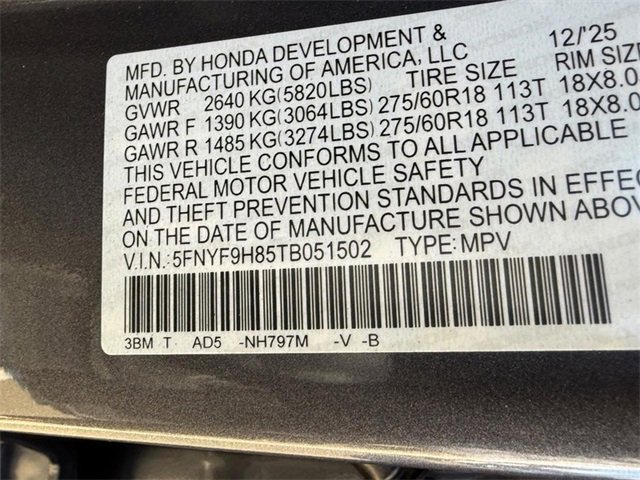 MFD. BY HONDA DEVELOPMENT & 12/'25
MANUFACTURING OF AMERICA, LLC
GVWR 2640 KG(5820LBS) TIRE SIZE RIM SIZE
GAWR F 1390 KG(3064LBS) 275/60R18 113T 18X8.0
GAWR R 1485 KG(3274LBS) 275/60R18 113T 18X8.0
THIS VEHICLE CONFORMS TO ALL APPLICABLE
FEDERAL MOTOR VEHICLE SAFETY
AND THEFT PREVENTION STANDARDS IN EFFEC
ON THE DATE OF MANUFACTURE SHOWN ABOV
V.I.N.: 5FNYF9H85TB051502 TYPE: MPV
3BM T AD5 -NH797M -V -B